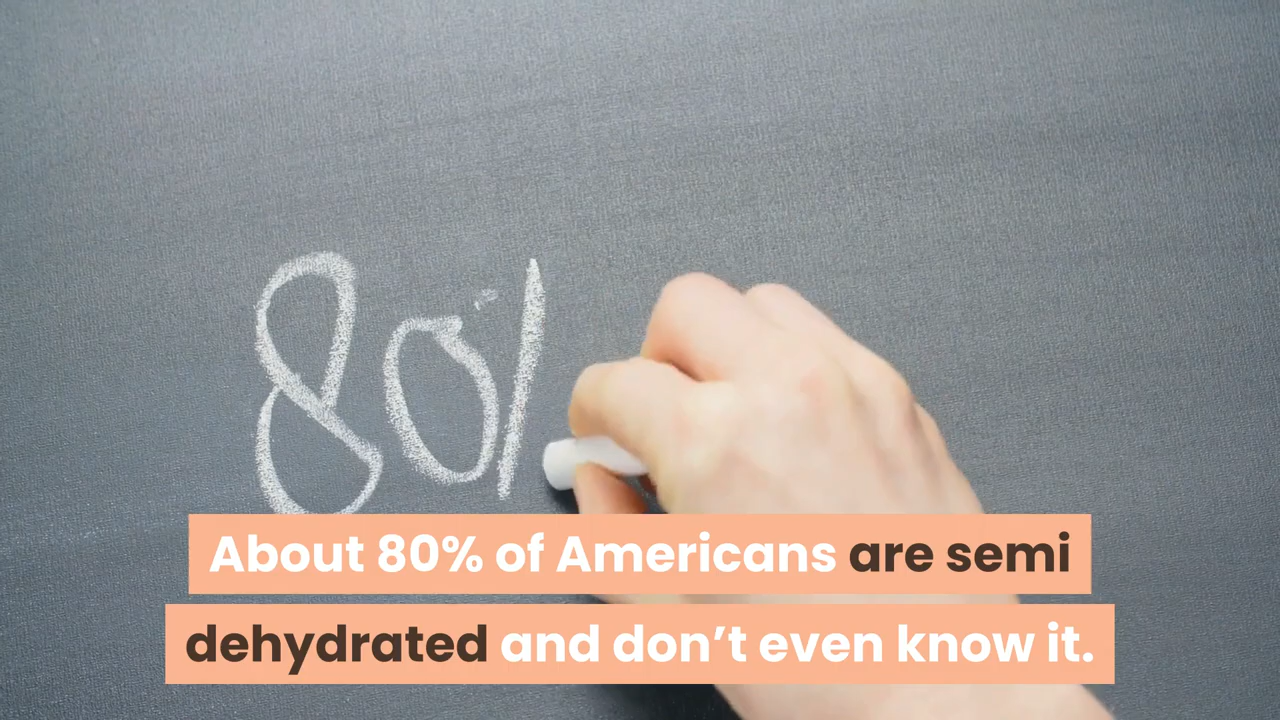 80%
About 80% of Americans are semi
dehydrated and don’t even know it.